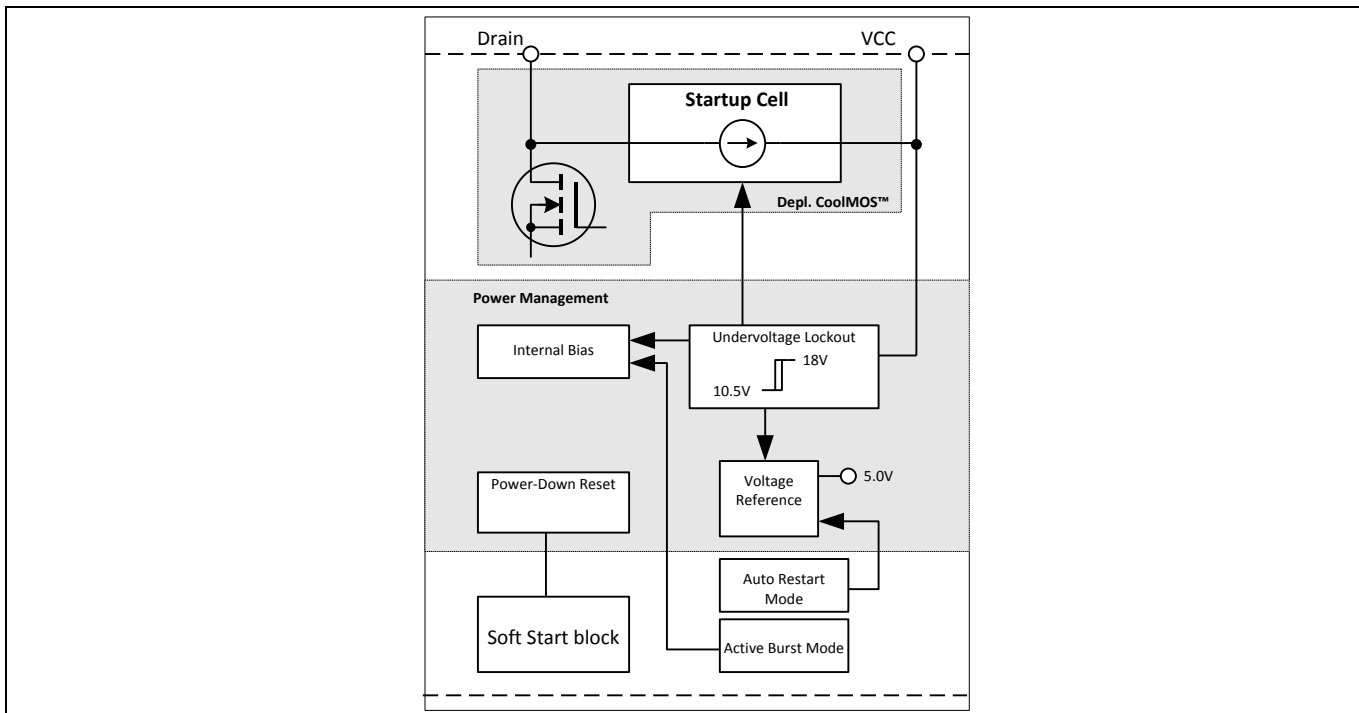 Drain
VCC
Startup Cell
Depl. CoolMOS™
Power Management
Internal Bias
Undervoltage Lockout
18V
10.5V
Power-Down Reset
Voltage
Reference
5.0V
Auto Restart
Mode
Soft Start block
Active Burst Mode